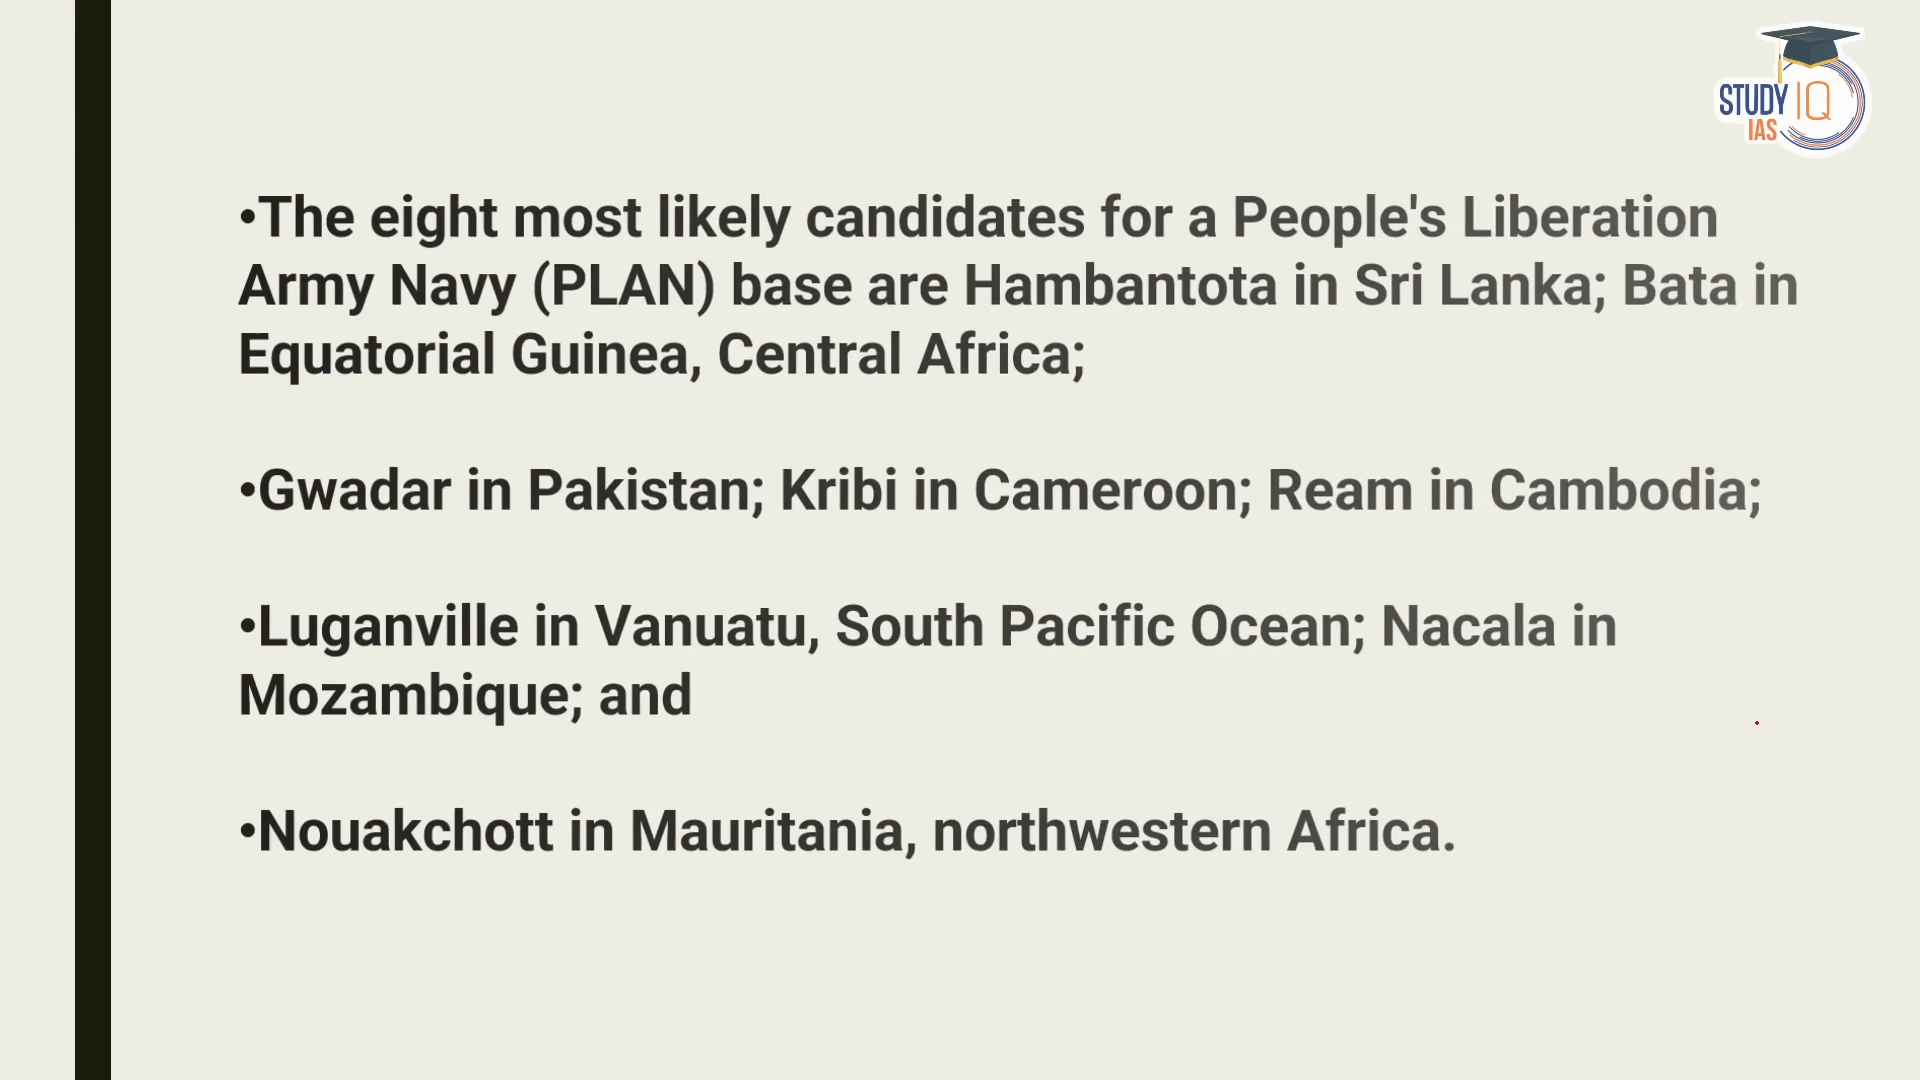 STUDY IQ
IAS
•The eight most likely candidates for a People's Liberation
Army Navy (PLAN) base are Hambantota in Sri Lanka; Bata in
Equatorial Guinea, Central Africa;
•Gwadar in Pakistan; Kribi in Cameroon; Ream in Cambodia;
•Luganville in Vanuatu, South Pacific Ocean; Nacala in
Mozambique; and
•Nouakchott in Mauritania, northwestern Africa.